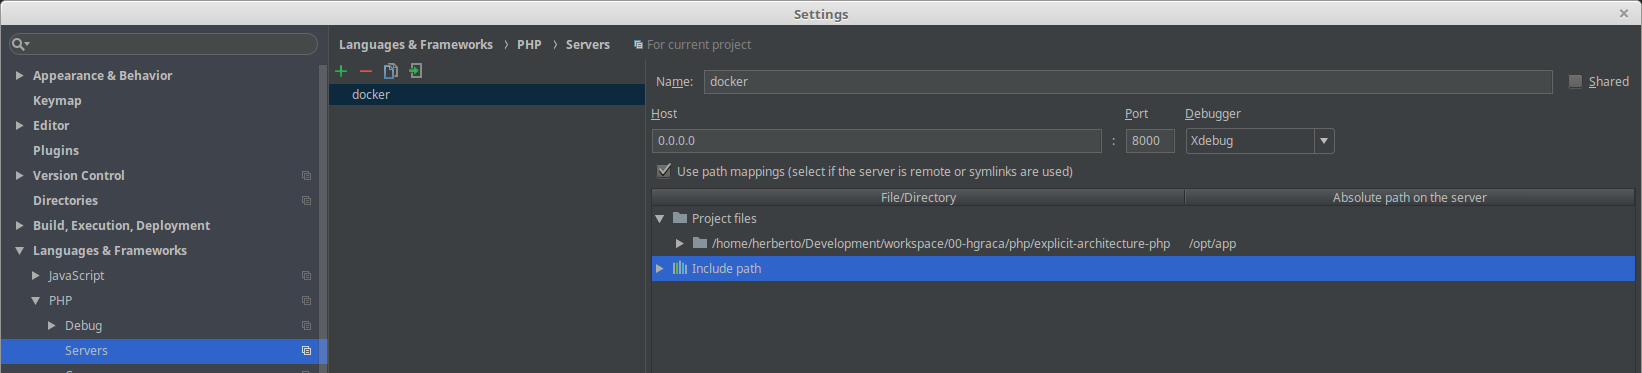 Settings
Appearance & Behavior
Keymap
Editor
Plugins
Version Control
Directories
Build, Execution, Deployment
Languages & Frameworks
JavaScript
PHP
Debug
Servers
Languages & Frameworks › PHP › Servers For current project
docker
Name: docker Shared
Host Port Debugger
0.0.0.0 : 8000 Xdebug
Use path mappings (select if the server is remote or symlinks are used)
File/Directory Absolute path on the server
Project files
/home/herberto/Development/workspace/00-hgraca/php/explicit-architecture-php /opt/app
Include path